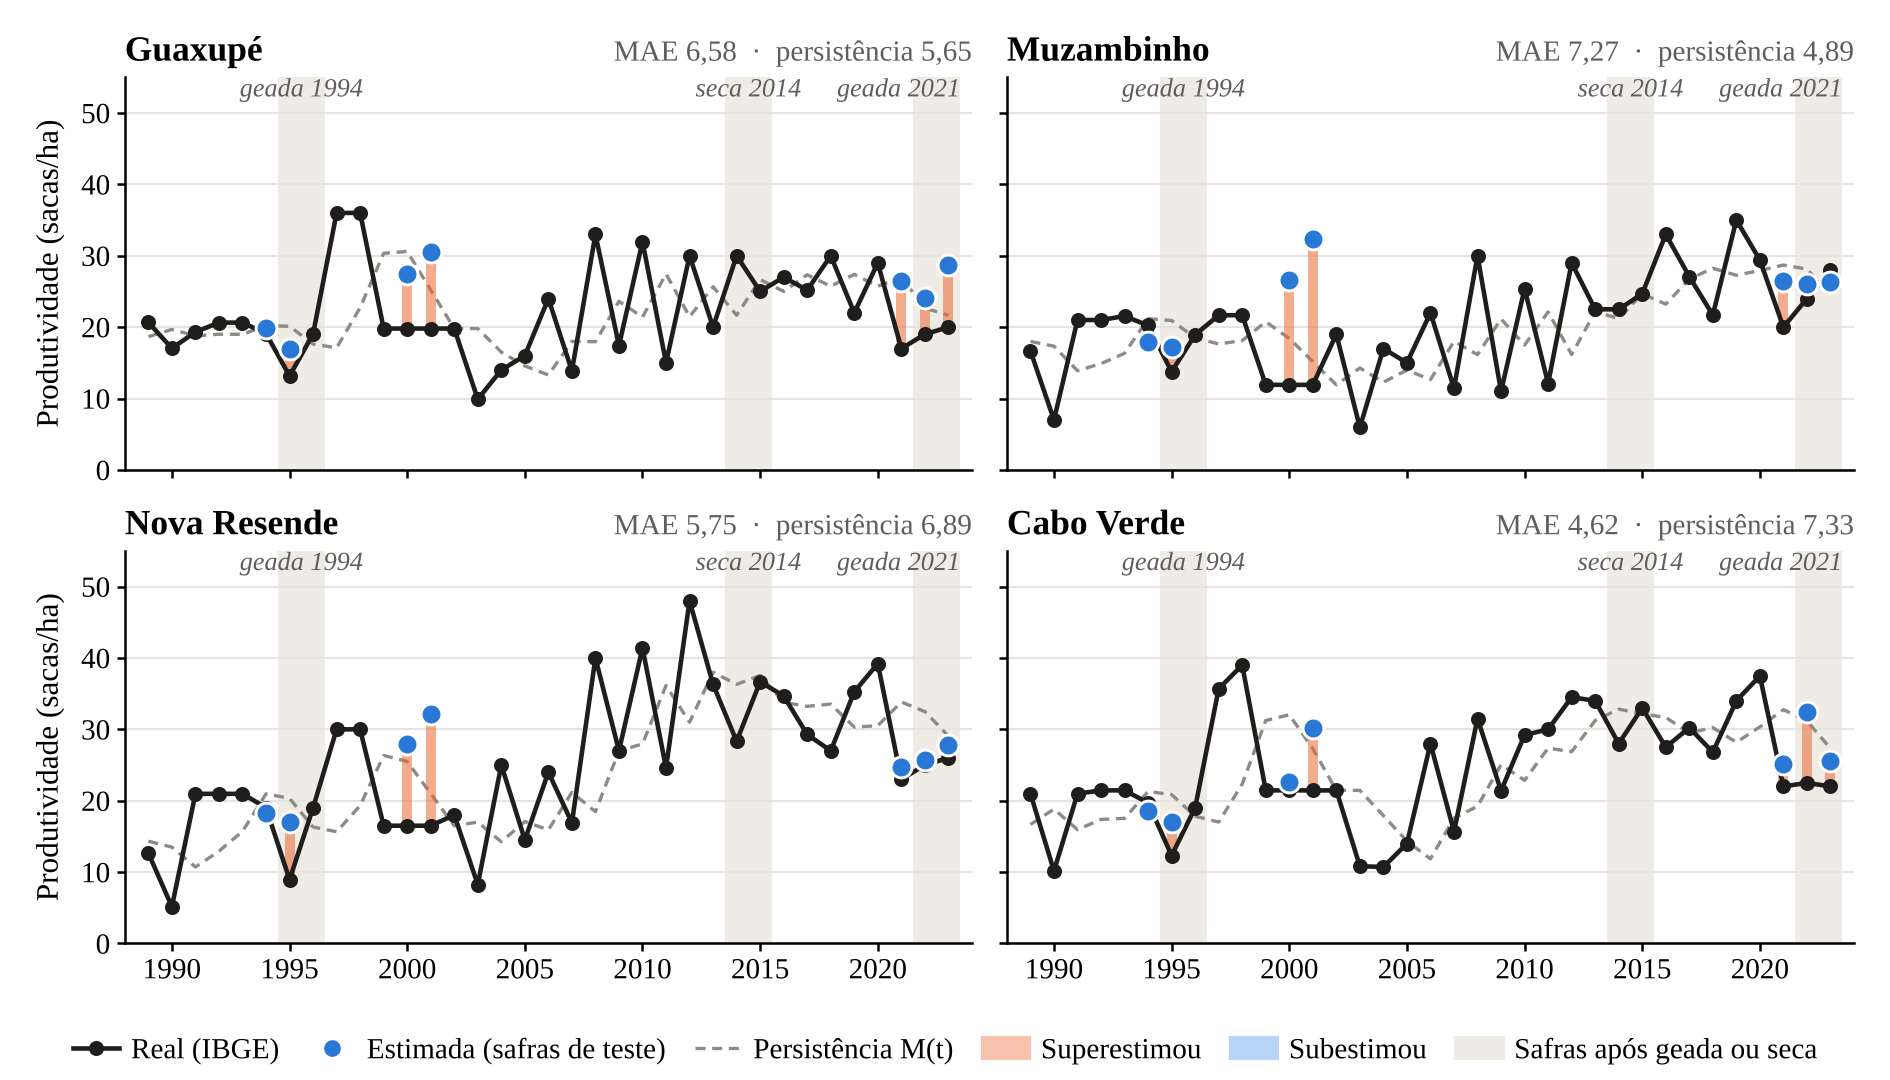 Guaxupé MAE 6,58 · persistência 5,65
Muzambinho MAE 7,27 · persistência 4,89
geada 1994 seca 2014 geada 2021
geada 1994 seca 2014 geada 2021
Produtividade (sacas/ha)
50
40
30
20
10
0
Nova Resende MAE 5,75 · persistência 6,89
Cabo Verde MAE 4,62 · persistência 7,33
geada 1994 seca 2014 geada 2021
geada 1994 seca 2014 geada 2021
Produtividade (sacas/ha)
50
40
30
20
10
0
1990 1995 2000 2005 2010 2015 2020
1990 1995 2000 2005 2010 2015 2020
Real (IBGE) Estimada (safras de teste) Persistência M(t) Superestimou Subestimou Safras após geada ou seca